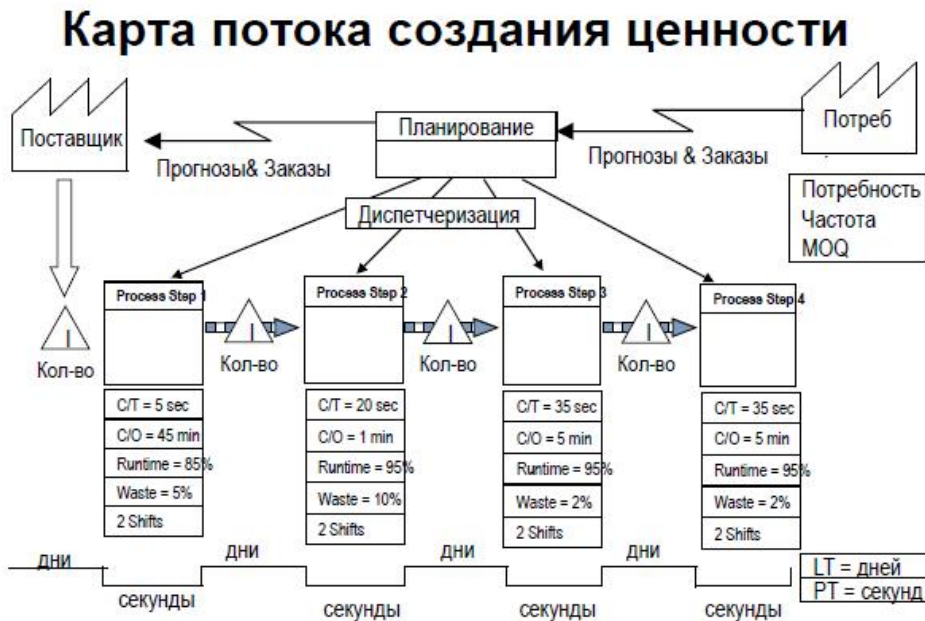 Карта потока создания ценности
Поставщик
Планирование
Потреб
Прогнозы& Заказы
Прогнозы & Заказы
Диспетчеризация
Потребность
Частота
MOQ
Process Step 1
Process Step 2
Process Step 3
Process Step 4
I
I
I
I
Кол-во
Кол-во
Кол-во
Кол-во
C/T = 5 sec
C/O = 45 min
Runtime = 85%
Waste = 5%
2 Shifts
C/T = 20 sec
C/O = 1 min
Runtime = 95%
Waste = 10%
2 Shifts
C/T = 35 sec
C/O = 5 min
Runtime = 95%
Waste = 2%
2 Shifts
C/T = 35 sec
C/O = 5 min
Runtime = 95%
Waste = 2%
2 Shifts
дни
дни
дни
дни
секунды
секунды
секунды
секунды
LT = дней
PT = секунд